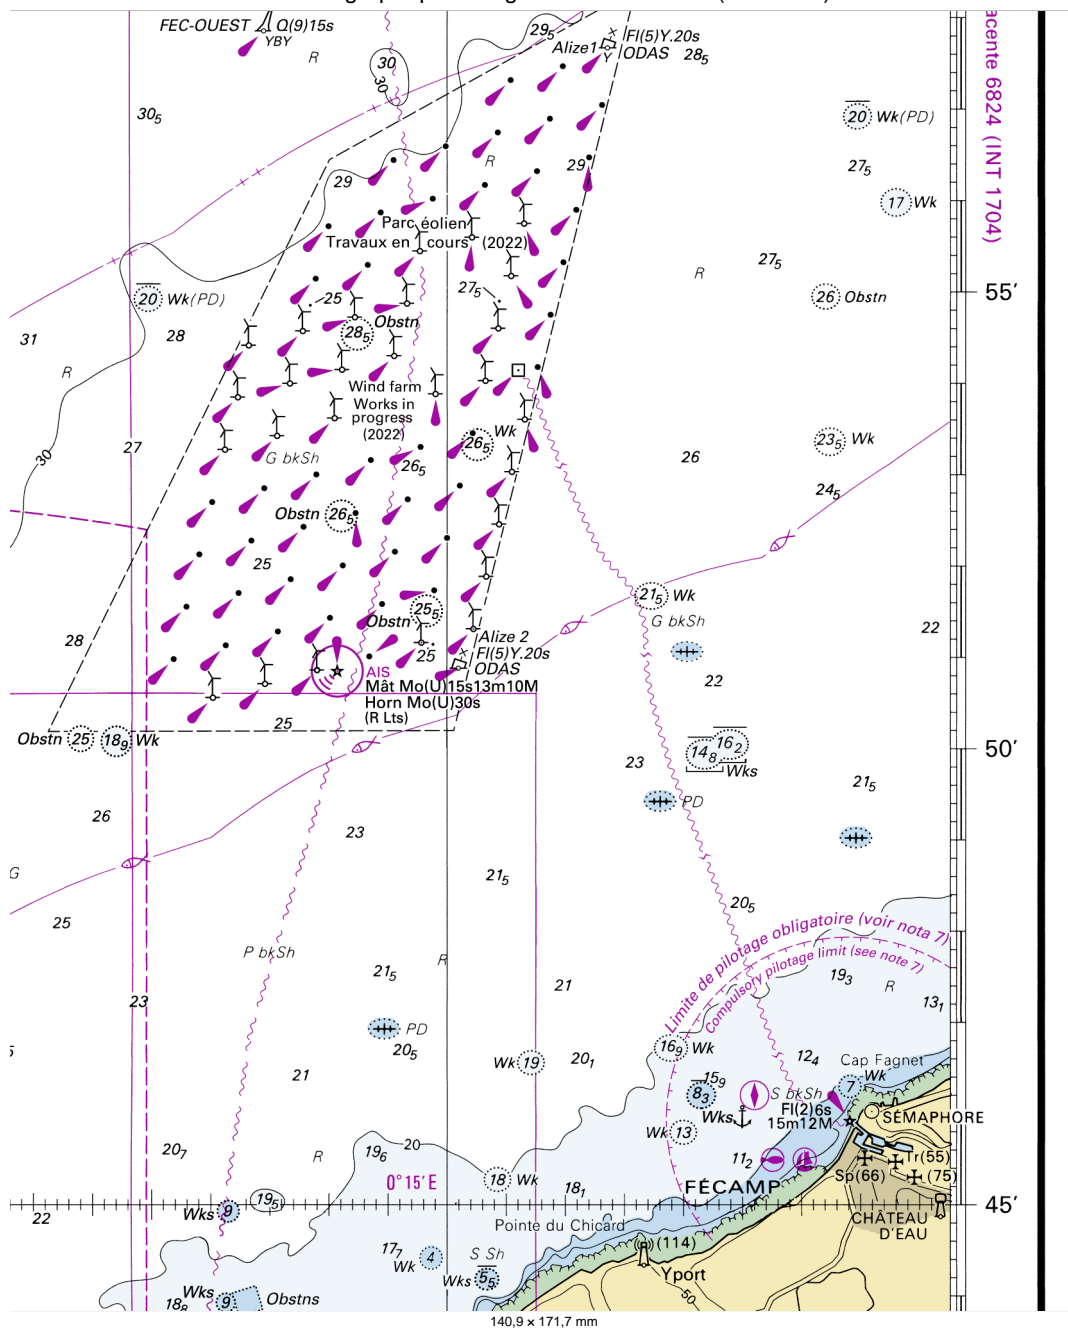 FEC-OUEST
Q(9)15s
YBY
R
30
30
29₅
Alize1
Fl(5)Y.20s
ODAS
Y
28₅
acente 6824 (INT 1704)
30₅
20 Wk(PD)
27₅
17 Wk
29
R
29
Parc éolien
Travaux en cours (2022)
27₅
R
55′
20 Wk(PD)
25
27₅
26 Obstn
31
28
28₅
Obstn
R
Wind farm
Works in
progress
(2022)
30
27
G bkSh
26₅
26₅ Wk
26
23₅ Wk
24₅
Obstn 26₅
25
21₅ Wk
G bkSh
22
28
25₅
Obstn
25
Alize 2
Fl(5)Y.20s
ODAS
AIS
Mât Mo(U)15s13m10M
Horn Mo(U)30s
(R Lts)
22
25
Obstn 25
18₉ Wk
14₈
16₂
Wks
50′
23
21₅
PD
26
23
G
21₅
25
20₅
Limite de pilotage obligatoire (voir nota 7)
Compulsory pilotage limit (see note 7)
P bkSh
R
21₅
21
23
19₃
R
13₁
PD
20₅
5
16₉ Wk
Wk 19
20₁
21
12₄
Cap Fagnet
Wk
7
15₉
8₃
Wks
S bkSh
Fl(2)6s
15m12M
SÉMAPHORE
Wk 13
20₇
R
19₆
20
11₂
Tr(55)
Sp(66)
(75)
0°15′E
18 Wk
18₁
FÉCAMP
45′
22
Wks 9
19₅
Pointe du Chicard
CHÂTEAU
D'EAU
17₇
Wk 4
S Sh
Wks 5₅
(114)
Yport
50
Wks
9
Obstns
18₈
140,9 × 171,7 mm